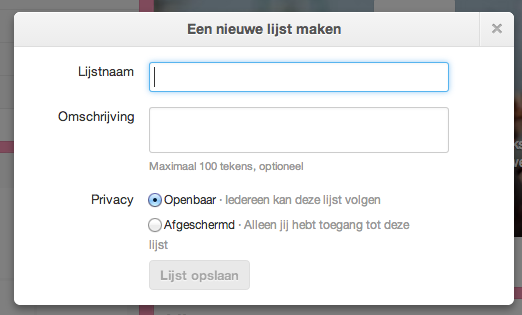 Een nieuwe lijst maken
Lijstnaam
Omschrijving
Maximaal 100 tekens, optioneel
Privacy
Openbaar · Iedereen kan deze lijst volgen
Afgeschermd · Alleen jij hebt toegang tot deze
lijst
Lijst opslaan